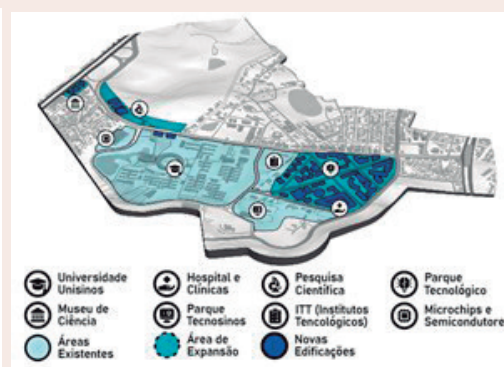 Universidade
Unisinos
Hospital e
Clínicas
Pesquisa
Científica
Parque
Tecnológico
Museu de
Ciência
Parque
Tecnosinos
ITT (Institutos
Tencológicos)
Microchips e
Semicondutore
Áreas
Existentes
Área de
Expansão
Novas
Edificações